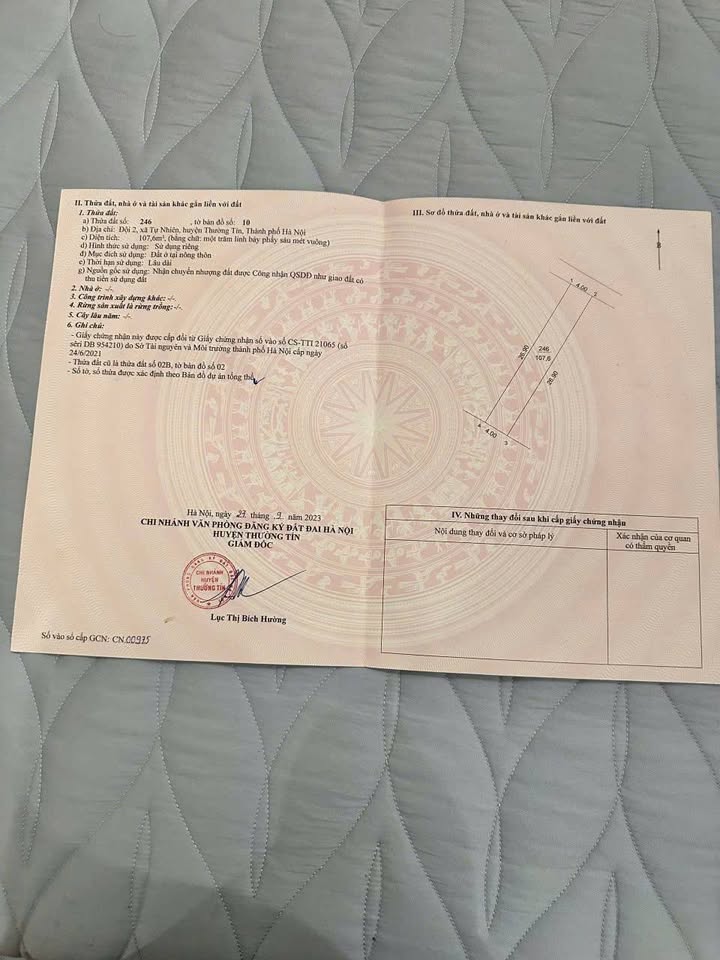 II. Thửa đất, nhà ở và tài sản khác gắn liền với đất
1. Thửa đất:
a) Thửa đất số: 246 , tờ bản đồ số: 10
b) Địa chỉ: Đội 2, xã Tự Nhiên, huyện Thường Tín, Thành phố Hà Nội
c) Diện tích: 107,6m², (bằng chữ: một trăm linh bảy phẩy sáu mét vuông)
d) Hình thức sử dụng: Sử dụng riêng
đ) Mục đích sử dụng: Đất ở tại nông thôn
e) Thời hạn sử dụng: Lâu dài
g) Nguồn gốc sử dụng: Nhận chuyển nhượng đất được Công nhận QSDĐ như giao đất có
thu tiền sử dụng đất
2. Nhà ở: -/-
3. Công trình xây dựng khác: -/-
4. Rừng sản xuất là rừng trồng: -/-
5. Cây lâu năm: -/-
6. Ghi chú:
- Giấy chứng nhận này được cấp đổi từ Giấy chứng nhận số vào sổ CS-TTI 21065 (số
sêri DB 954210) do Sở Tài nguyên và Môi trường thành phố Hà Nội cấp ngày
24/6/2021
- Thửa đất cũ là thửa đất số 02B, tờ bản đồ số 02
- Số tờ, số thửa được xác định theo Bản đồ dự án tổng thể
Hà Nội, ngày 27 tháng .9 năm 2023
CHI NHÁNH VĂN PHÒNG ĐĂNG KÝ ĐẤT ĐAI HÀ NỘI
HUYỆN THƯỜNG TÍN
GIÁM ĐỐC
CHI NHÁNH
HUYỆN
THƯỜNG TÍN
Lục Thị Bích Hường
Số vào sổ cấp GCN: CN.00975
III. Sơ đồ thửa đất, nhà ở và tài sản khác gắn liền với đất
B
4.00
26.90
246
107,6
26.90
4
4.00
3
IV. Những thay đổi sau khi cấp giấy chứng nhận
Nội dung thay đổi và cơ sở pháp lý
Xác nhận của cơ quan
có thẩm quyền